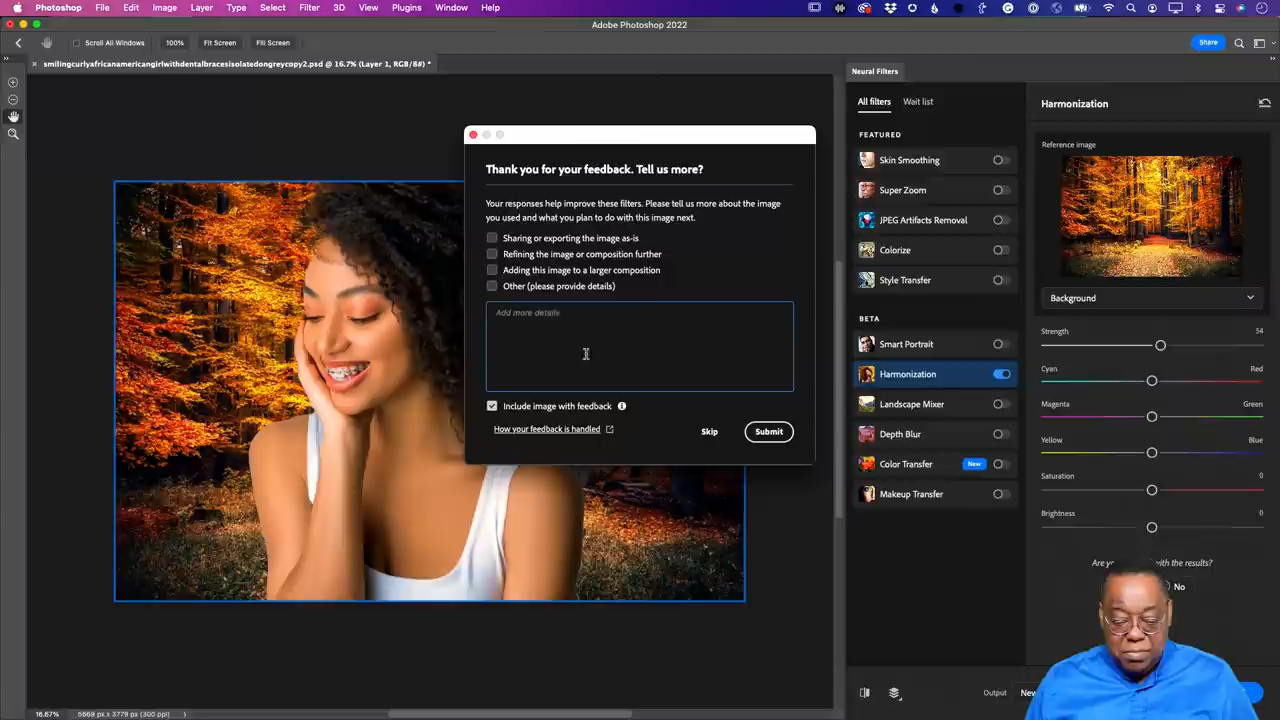 Photoshop File Edit Image Layer Type Select Filter 3D View Plugins Window Help
Adobe Photoshop 2022
Scroll All Windows 100% Fit Screen Fill Screen Share
smilingcurlyafricanamericangirlwithdentalbracesisolatedongreycopy2.psd @ 16.7% (Layer 1, RGB/8#) *
Neural Filters
All filters Wait list
FEATURED
Skin Smoothing
Super Zoom
JPEG Artifacts Removal
Colorize
Style Transfer
BETA
Smart Portrait
Harmonization
Landscape Mixer
Depth Blur
Color Transfer New
Makeup Transfer
Harmonization
Reference image
Background
Strength 54
Cyan Red
Magenta Green
Yellow Blue
Saturation 0
Brightness 0
with the results?
No
Output
Thank you for your feedback. Tell us more?
Your responses help improve these filters. Please tell us more about the image
you used and what you plan to do with this image next.
Sharing or exporting the image as-is
Refining the image or composition further
Adding this image to a larger composition
Other (please provide details)
Add more details
Include image with feedback
How your feedback is handled
Skip Submit
16.67% 5669 px x 3779 px (300 ppi)